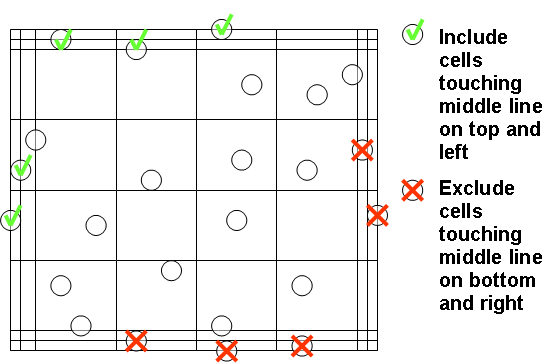 Include
cells
touching
middle line
on top and
left
Exclude
cells
touching
middle line
on bottom
and right